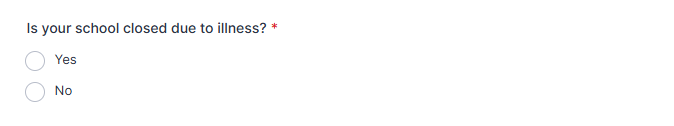 Is your school closed due to illness? *
Yes
No